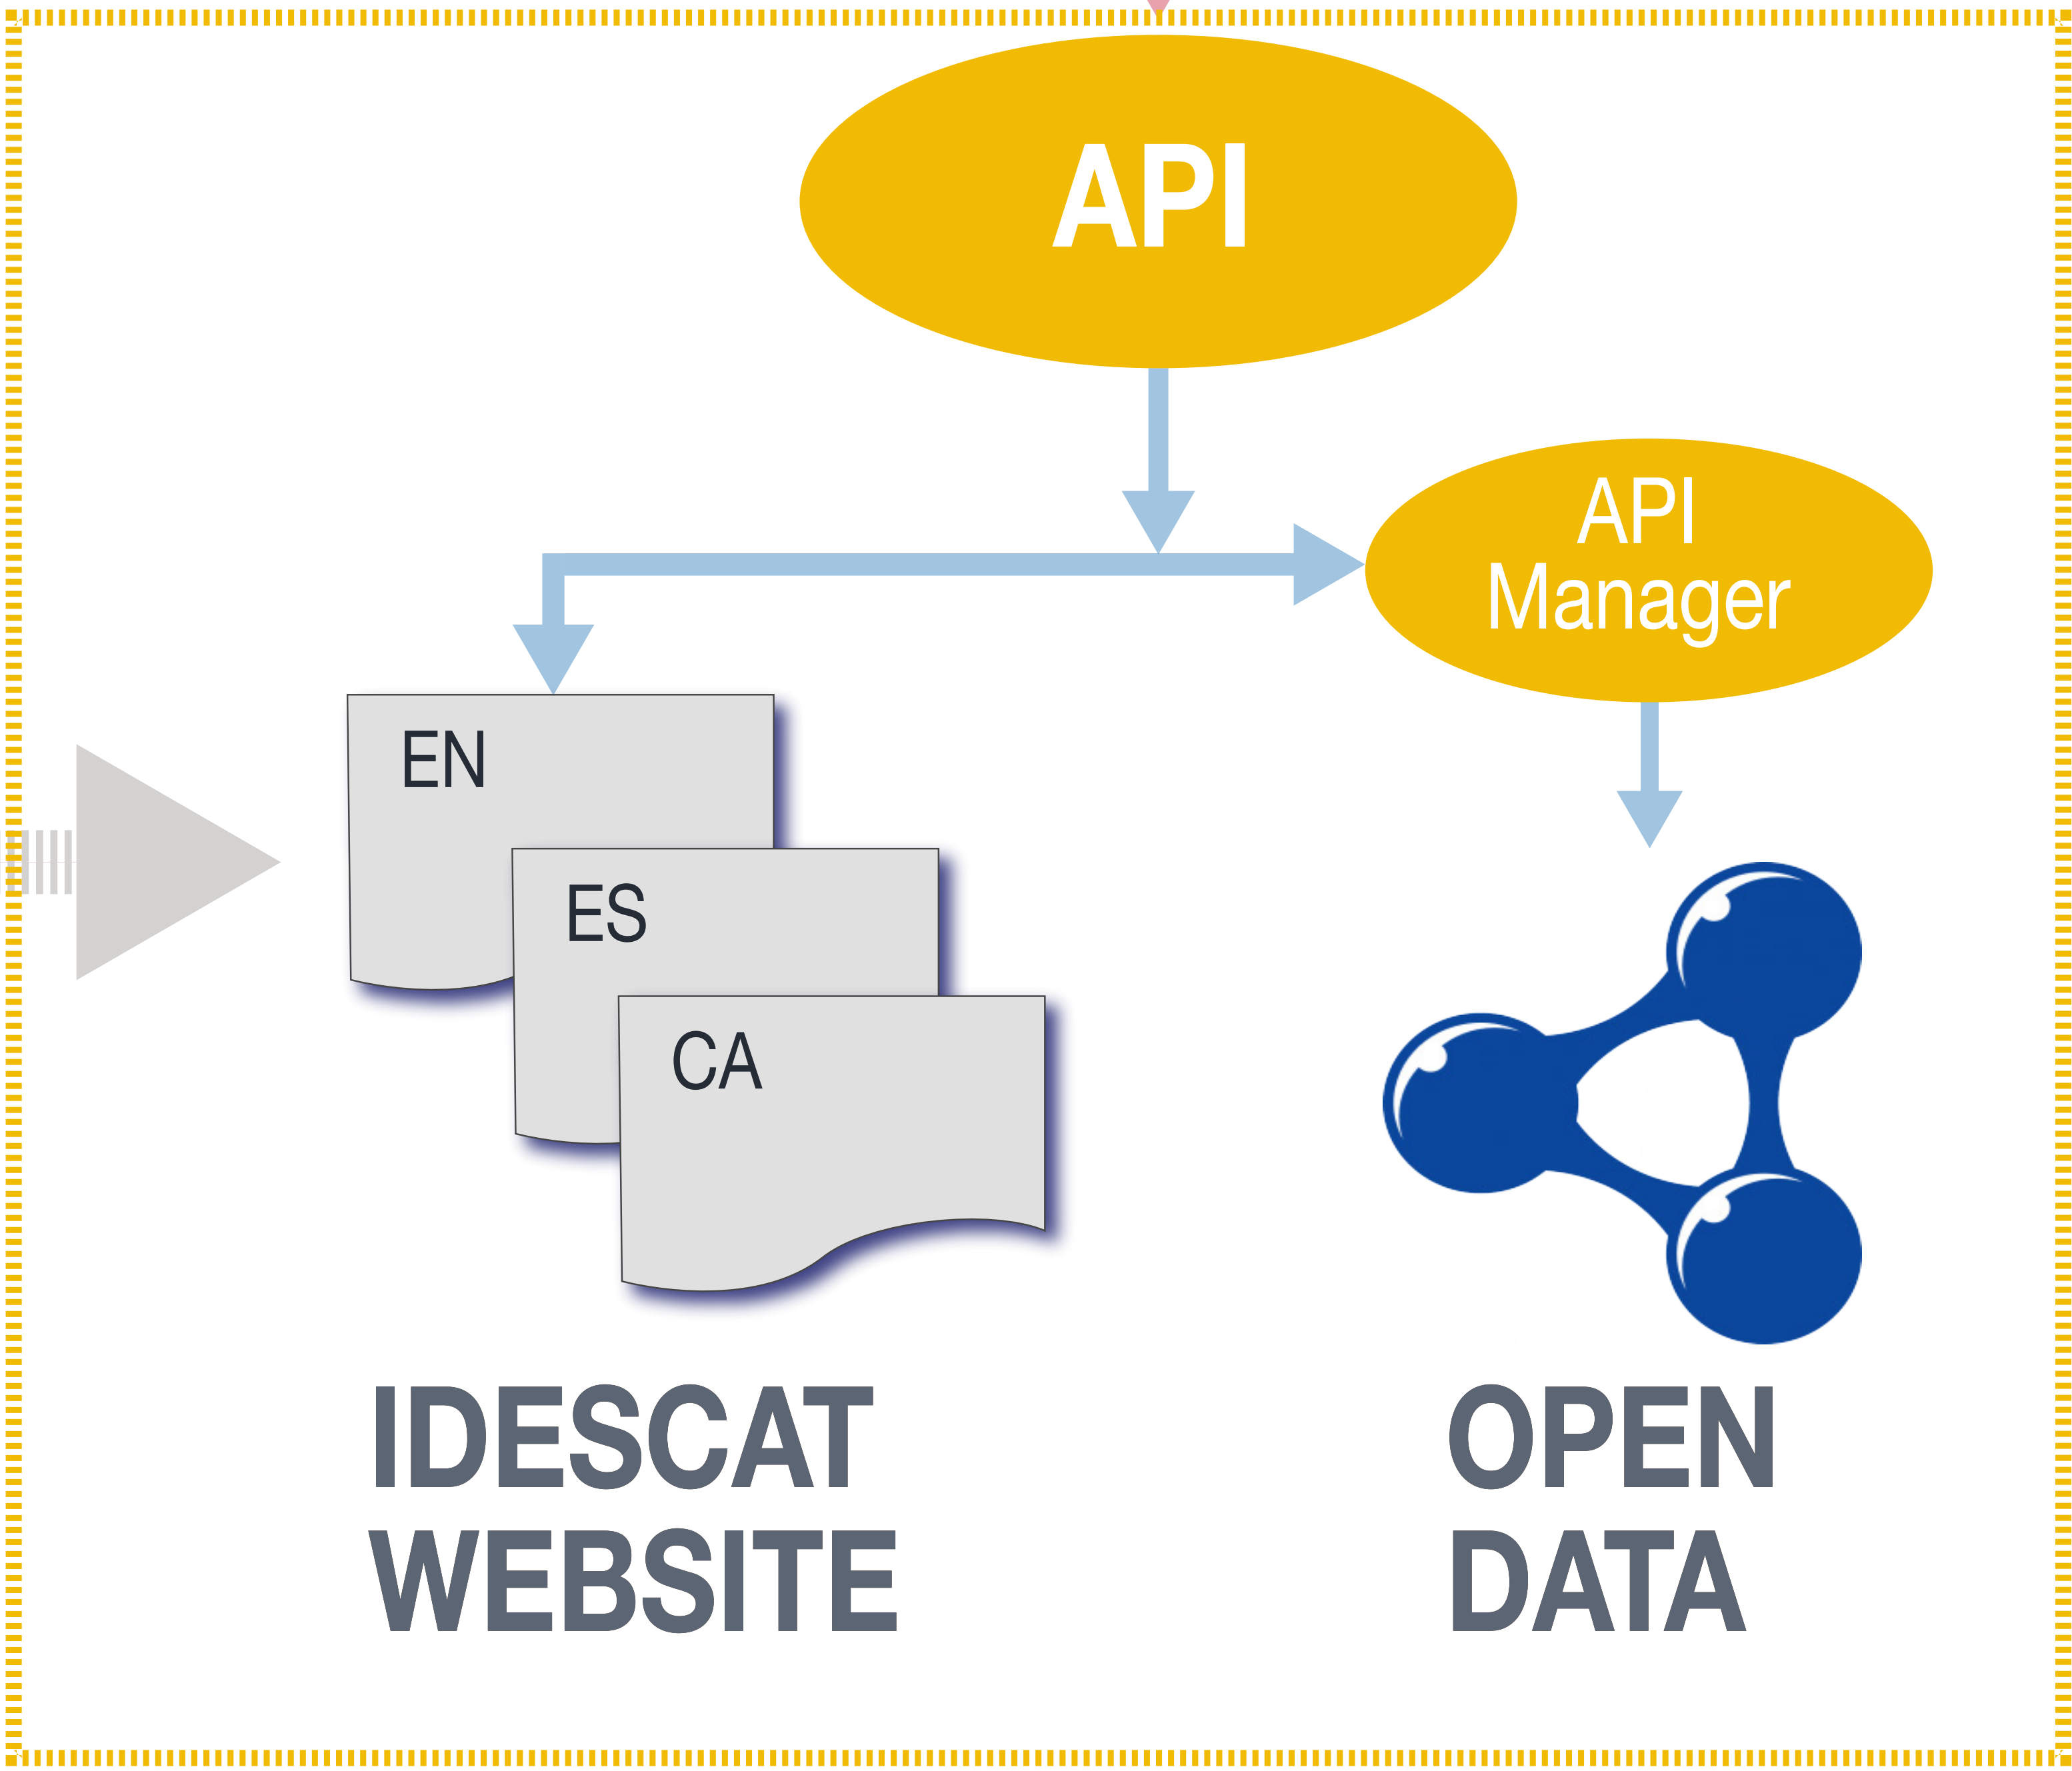 API
API
Manager
EN
ES
CA
IDESCAT
WEBSITE
OPEN
DATA